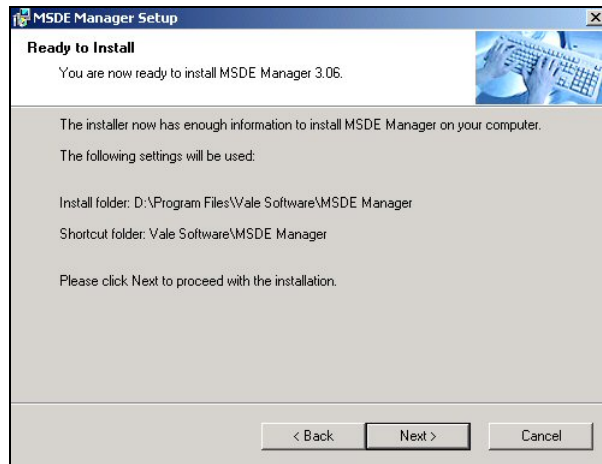 MSDE Manager Setup
Ready to Install
You are now ready to install MSDE Manager 3.06.
The installer now has enough information to install MSDE Manager on your computer.
The following settings will be used:
Install folder: D:\Program Files\Vale Software\MSDE Manager
Shortcut folder: Vale Software\MSDE Manager
Please click Next to proceed with the installation.
< Back Next > Cancel